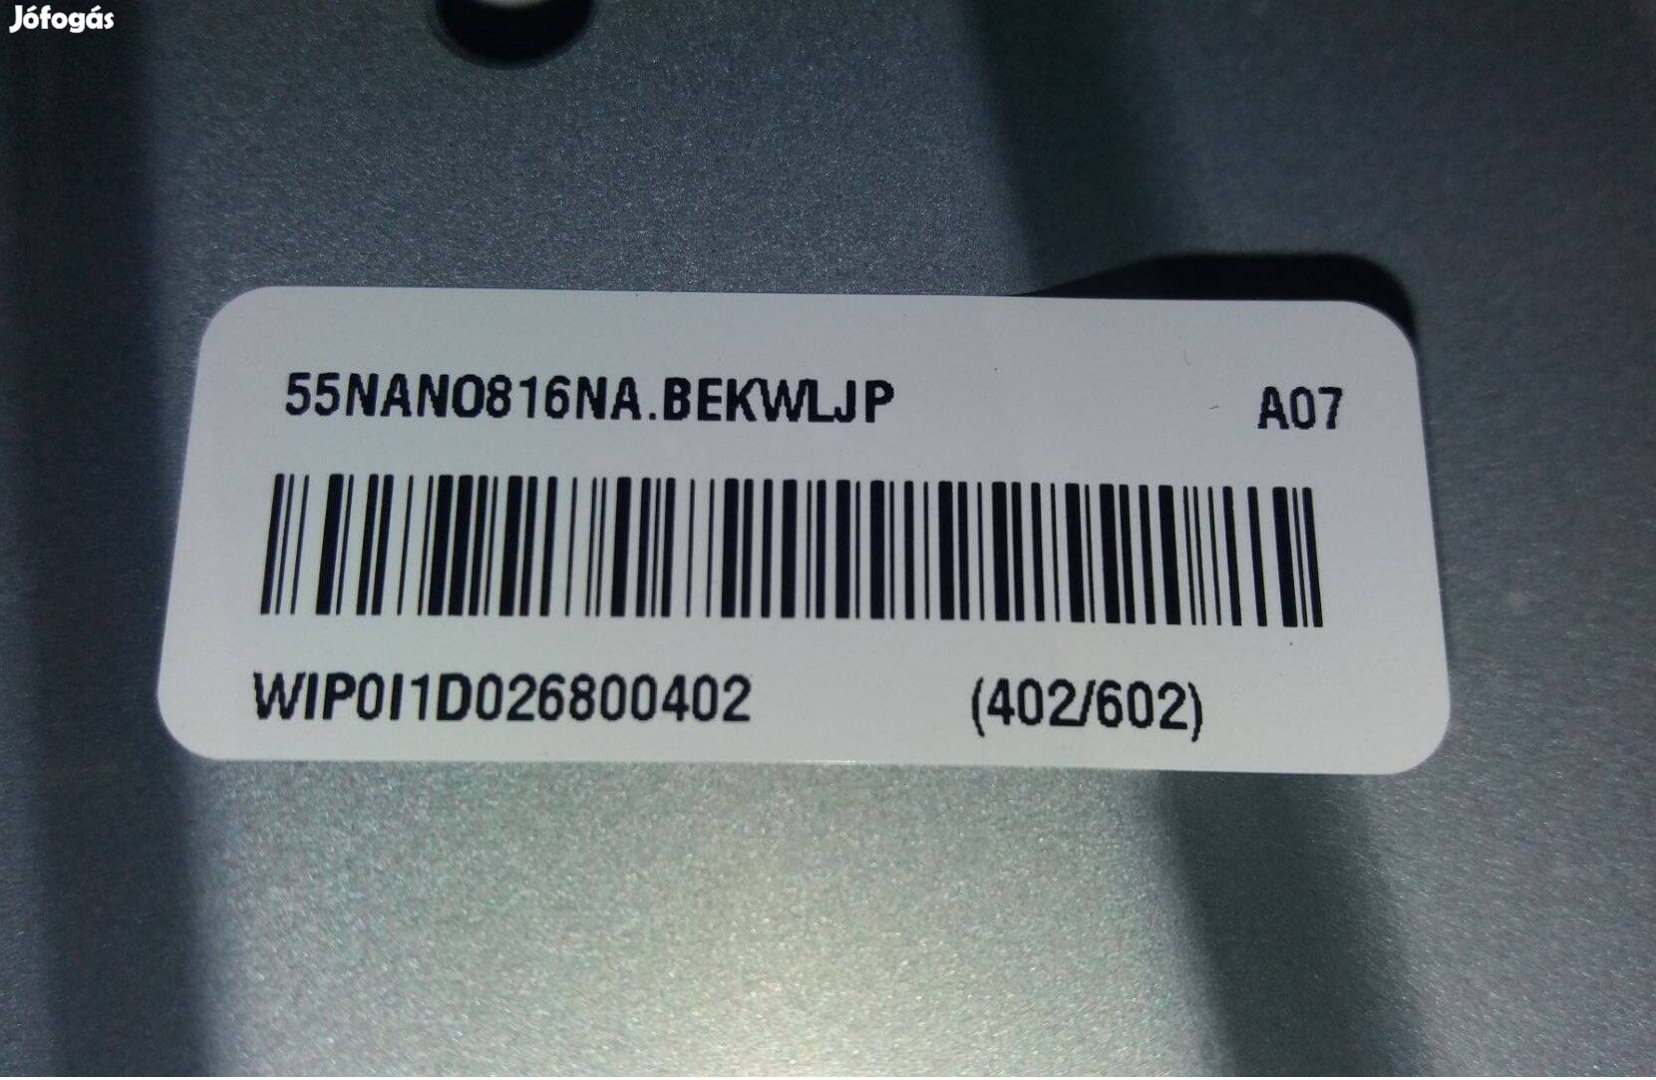 Jófogás
55NANO816NA.BEKWLJP A07
WIP0I1D026800402 (402/602)